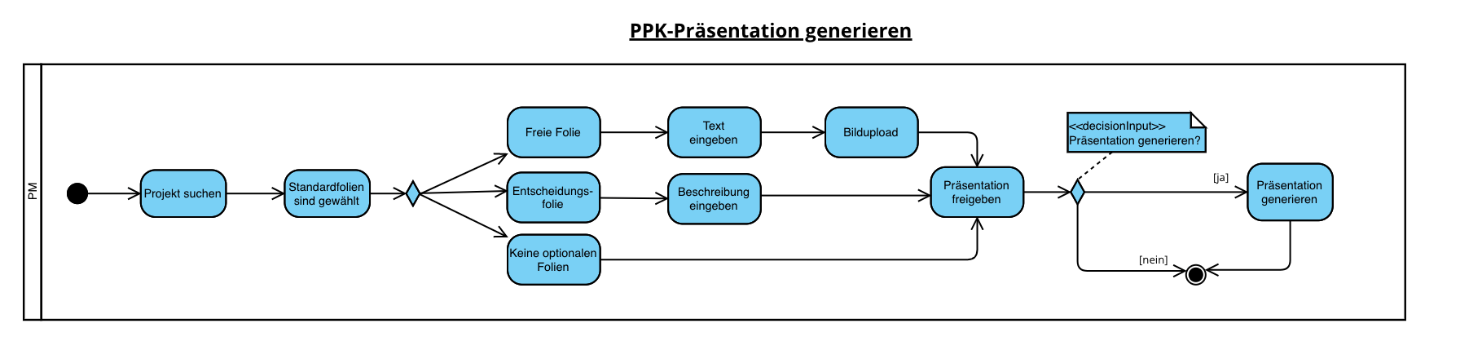 PPK-Präsentation generieren
PM
Projekt suchen
Standardfolien
sind gewählt
Freie Folie
Text
eingeben
Bildupload
Entscheidungs-
folie
Beschreibung
eingeben
Keine optionalen
Folien
Präsentation
freigeben
<<decisionInput>>
Präsentation generieren?
[ja]
Präsentation
generieren
[nein]